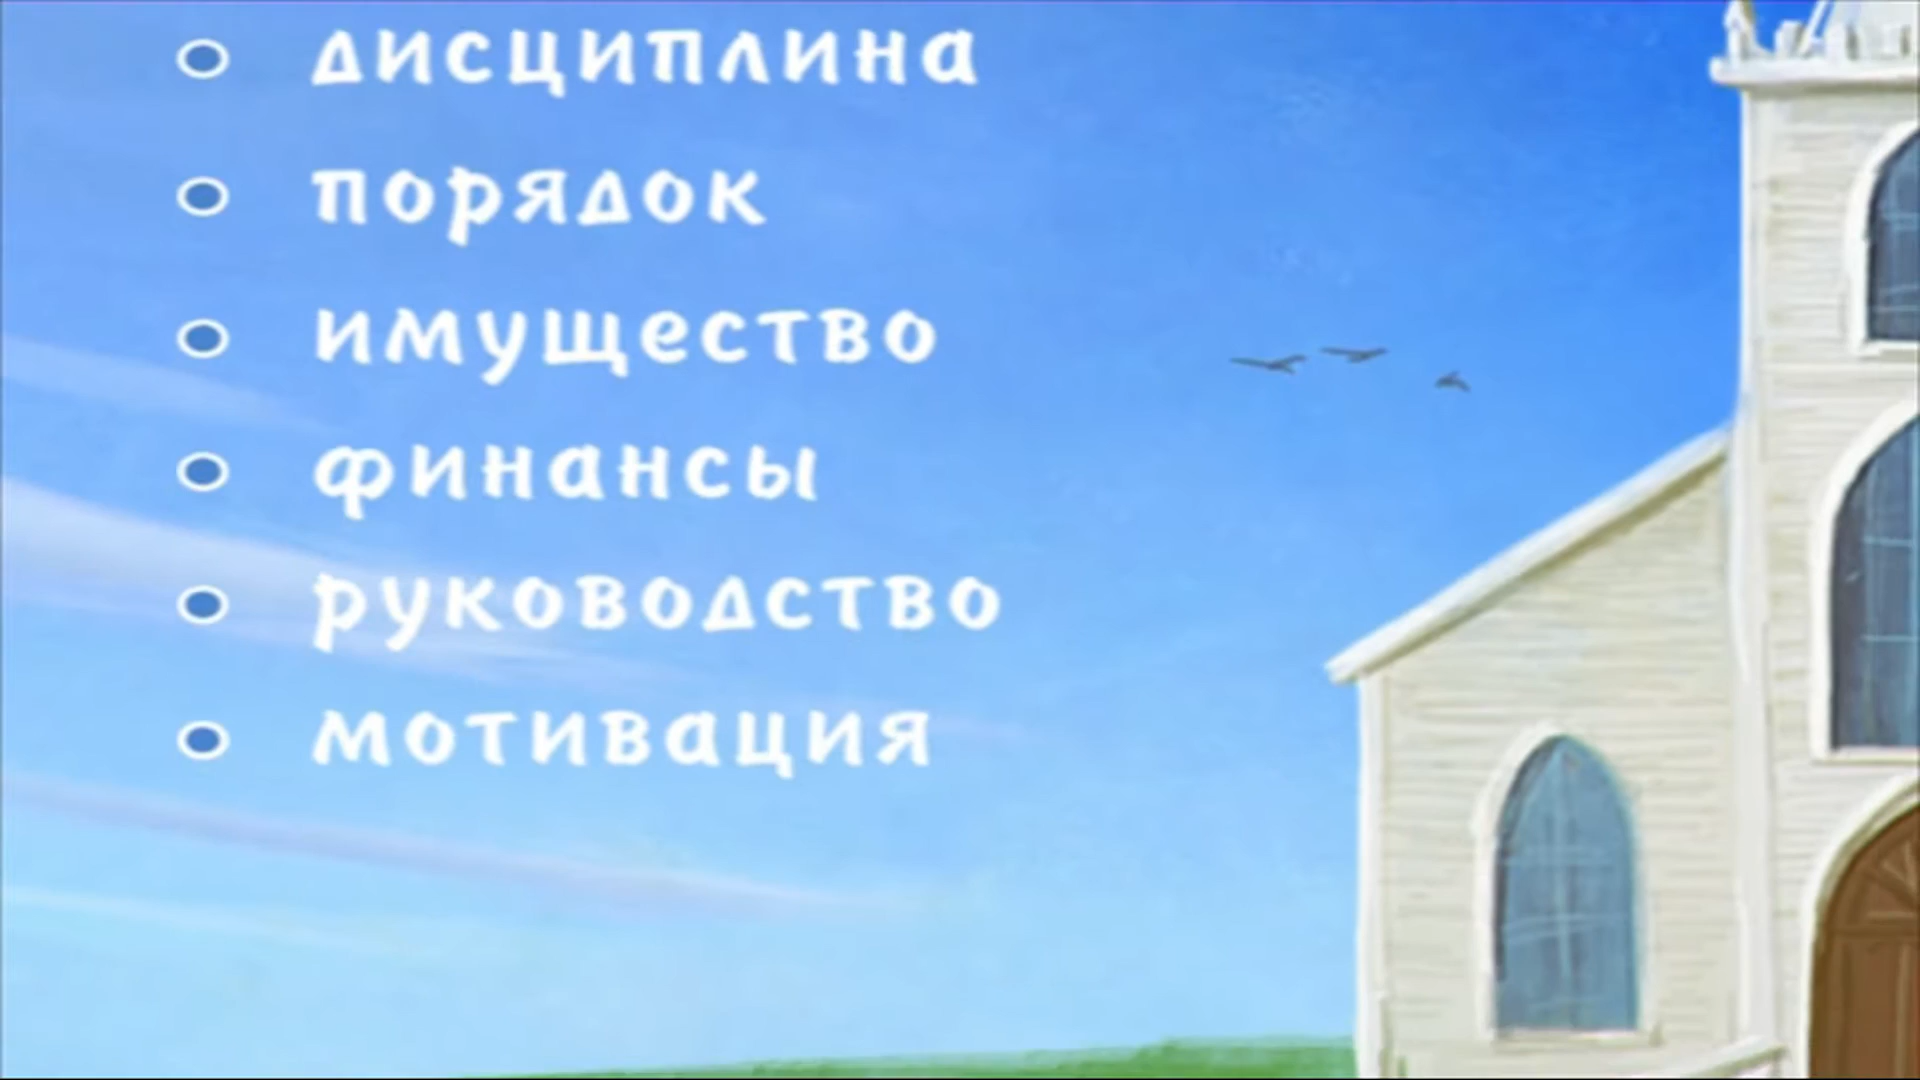 дисциплина
порядок
имущество
финансы
руководство
мотивация